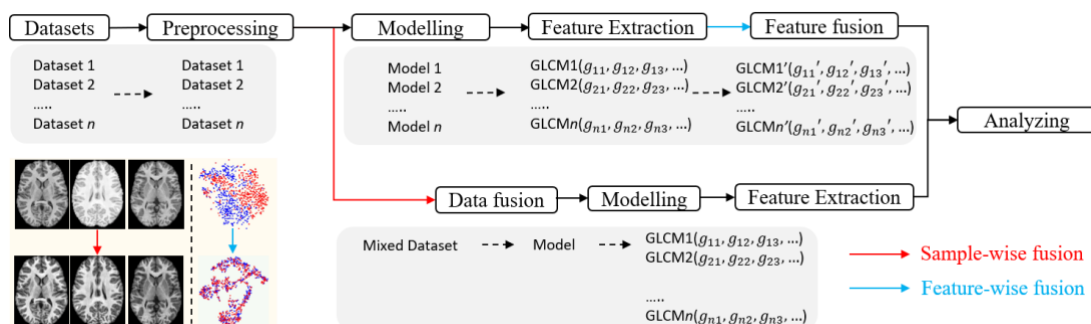 Datasets
Preprocessing
Modelling
Feature Extraction
Feature fusion
Dataset 1
Dataset 2
…..
Dataset n
Dataset 1
Dataset 2
…..
Dataset n
Model 1
Model 2
…..
Model n
GLCM1(g₁₁, g₁₂, g₁₃, …)
GLCM2(g₂₁, g₂₂, g₂₃, …)
…..
GLCMn(gₙ₁, gₙ₂, gₙ₃, …)
GLCM1′(g₁₁′, g₁₂′, g₁₃′, …)
GLCM2′(g₂₁′, g₂₂′, g₂₃′, …)
…..
GLCMn′(gₙ₁′, gₙ₂′, gₙ₃′, …)
Analyzing
Data fusion
Modelling
Feature Extraction
Mixed Dataset
Model
GLCM1(g₁₁, g₁₂, g₁₃, …)
GLCM2(g₂₁, g₂₂, g₂₃, …)
…..
GLCMn(gₙ₁, gₙ₂, gₙ₃, …)
Sample-wise fusion
Feature-wise fusion